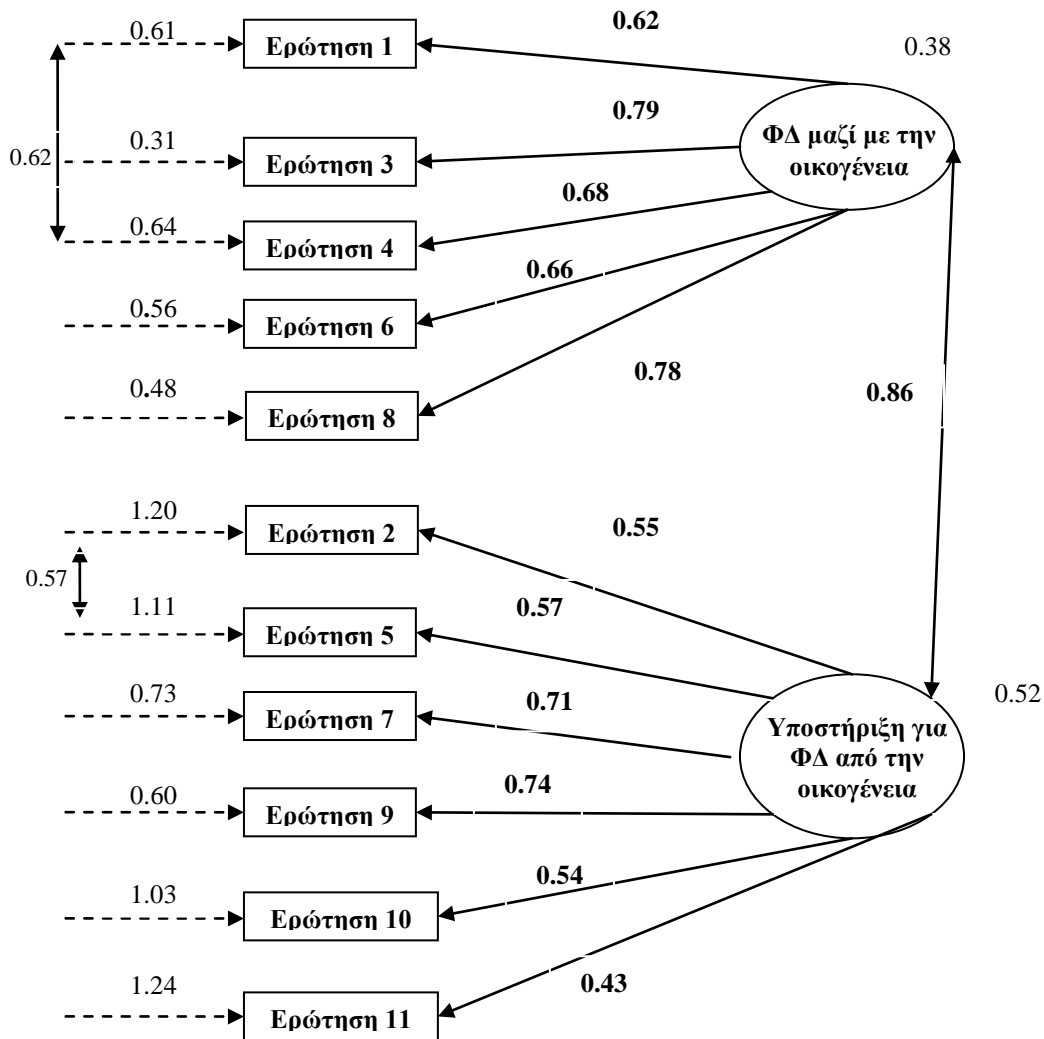 0.61
Ερώτηση 1
0.62
0.38
0.79
ΦΔ μαζί με την
οικογένεια
0.31
Ερώτηση 3
0.62
0.68
0.64
Ερώτηση 4
0.66
0.56
Ερώτηση 6
0.78
0.86
0.48
Ερώτηση 8
1.20
Ερώτηση 2
0.55
0.57
0.57
1.11
Ερώτηση 5
0.73
Ερώτηση 7
0.71
0.52
Υποστήριξη για
ΦΔ από την
οικογένεια
0.60
Ερώτηση 9
0.74
0.54
1.03
Ερώτηση 10
0.43
1.24
Ερώτηση 11